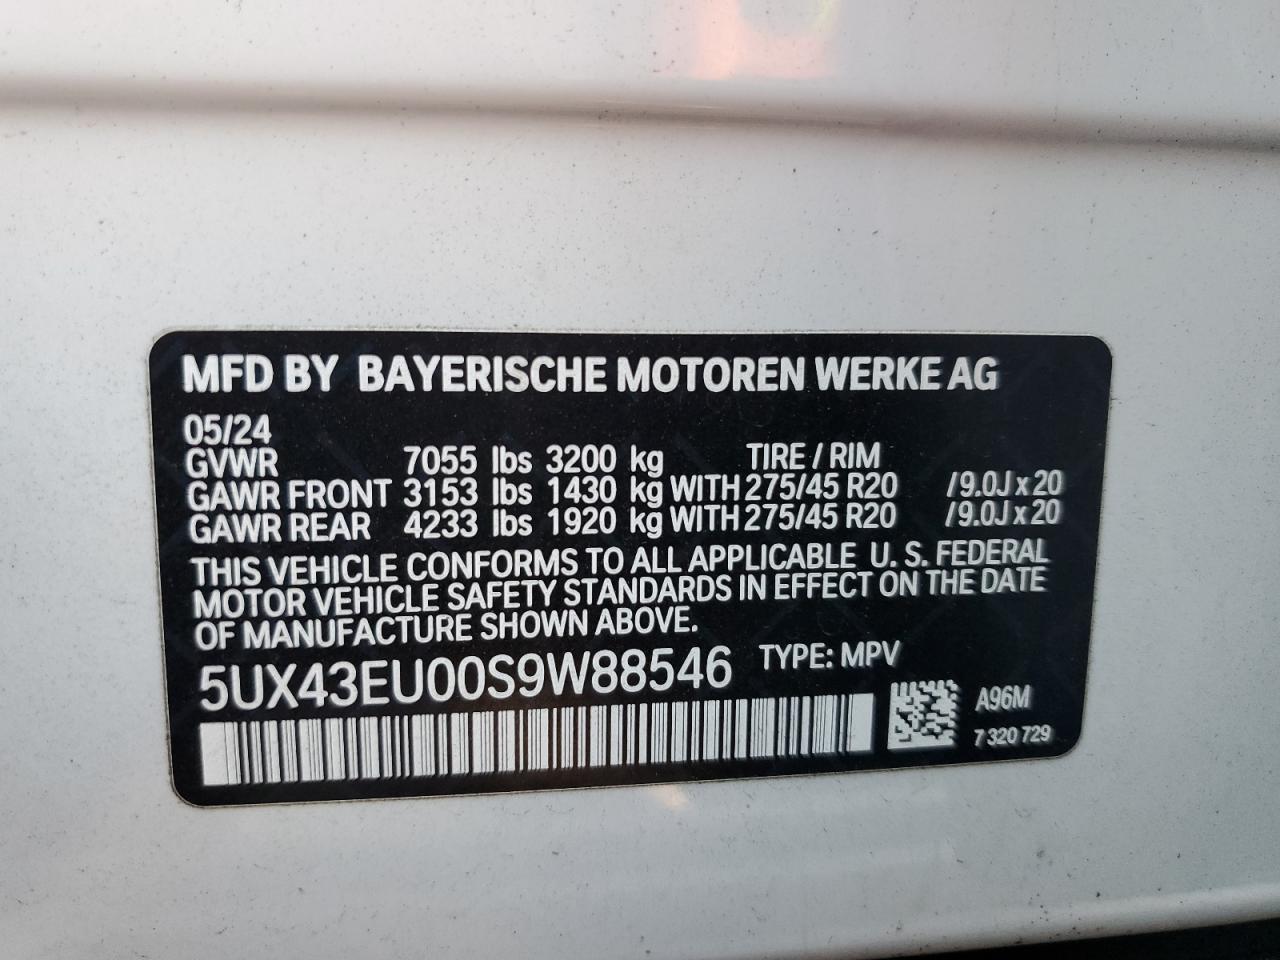 MFD BY BAYERISCHE MOTOREN WERKE AG
05/24
GVWR 7055 lbs 3200 kg TIRE / RIM
GAWR FRONT 3153 lbs 1430 kg WITH 275/45 R20 /9.0J x 20
GAWR REAR 4233 lbs 1920 kg WITH 275/45 R20 /9.0J x 20
THIS VEHICLE CONFORMS TO ALL APPLICABLE U. S. FEDERAL
MOTOR VEHICLE SAFETY STANDARDS IN EFFECT ON THE DATE
OF MANUFACTURE SHOWN ABOVE.
5UX43EU00S9W88546 TYPE: MPV
A96M
7 320 729